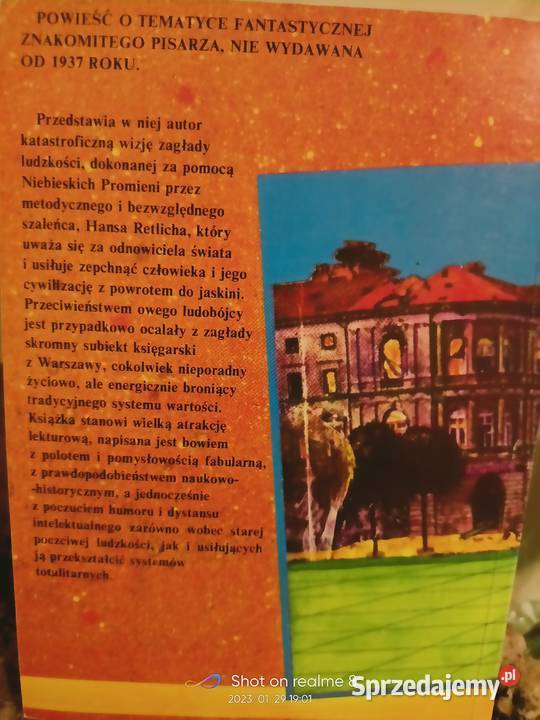 POWIEŚĆ O TEMATYCE FANTASTYCZNEJ
ZNAKOMITEGO PISARZA, NIE WYDAWANA
OD 1937 ROKU.
Przedstawia w niej autor
katastroficzną wizję zagłady
ludzkości, dokonanej za pomocą
Niebieskich Promieni przez
metodycznego i bezwzględnego
szaleńca, Hansa Retlicha, który
uważa się za odnowiciela świata
i usiłuje zepchnąć człowieka i jego
cywilizację z powrotem do jaskini.
Przeciwieństwem owego ludobójcy
jest przypadkowo ocalały z zagłady
skromny subiekt księgarski
z Warszawy, cokolwiek nieporadny
życiowo, ale energicznie broniący
tradycyjnego systemu wartości.
Książka stanowi wielką atrakcję
lekturową, napisana jest bowiem
z polotem i pomysłowością fabularną,
z prawdopodobieństwem naukowo-
-historycznym, a jednocześnie
z poczuciem humoru i dystansu
intelektualnego zarówno wobec starej
poczciwej ludzkości, jak i usiłujących
ją przekształcić systemów
totalitarnych.
Shot on realme 8
2023.01.29 19:01
Sprzedajemy.pl